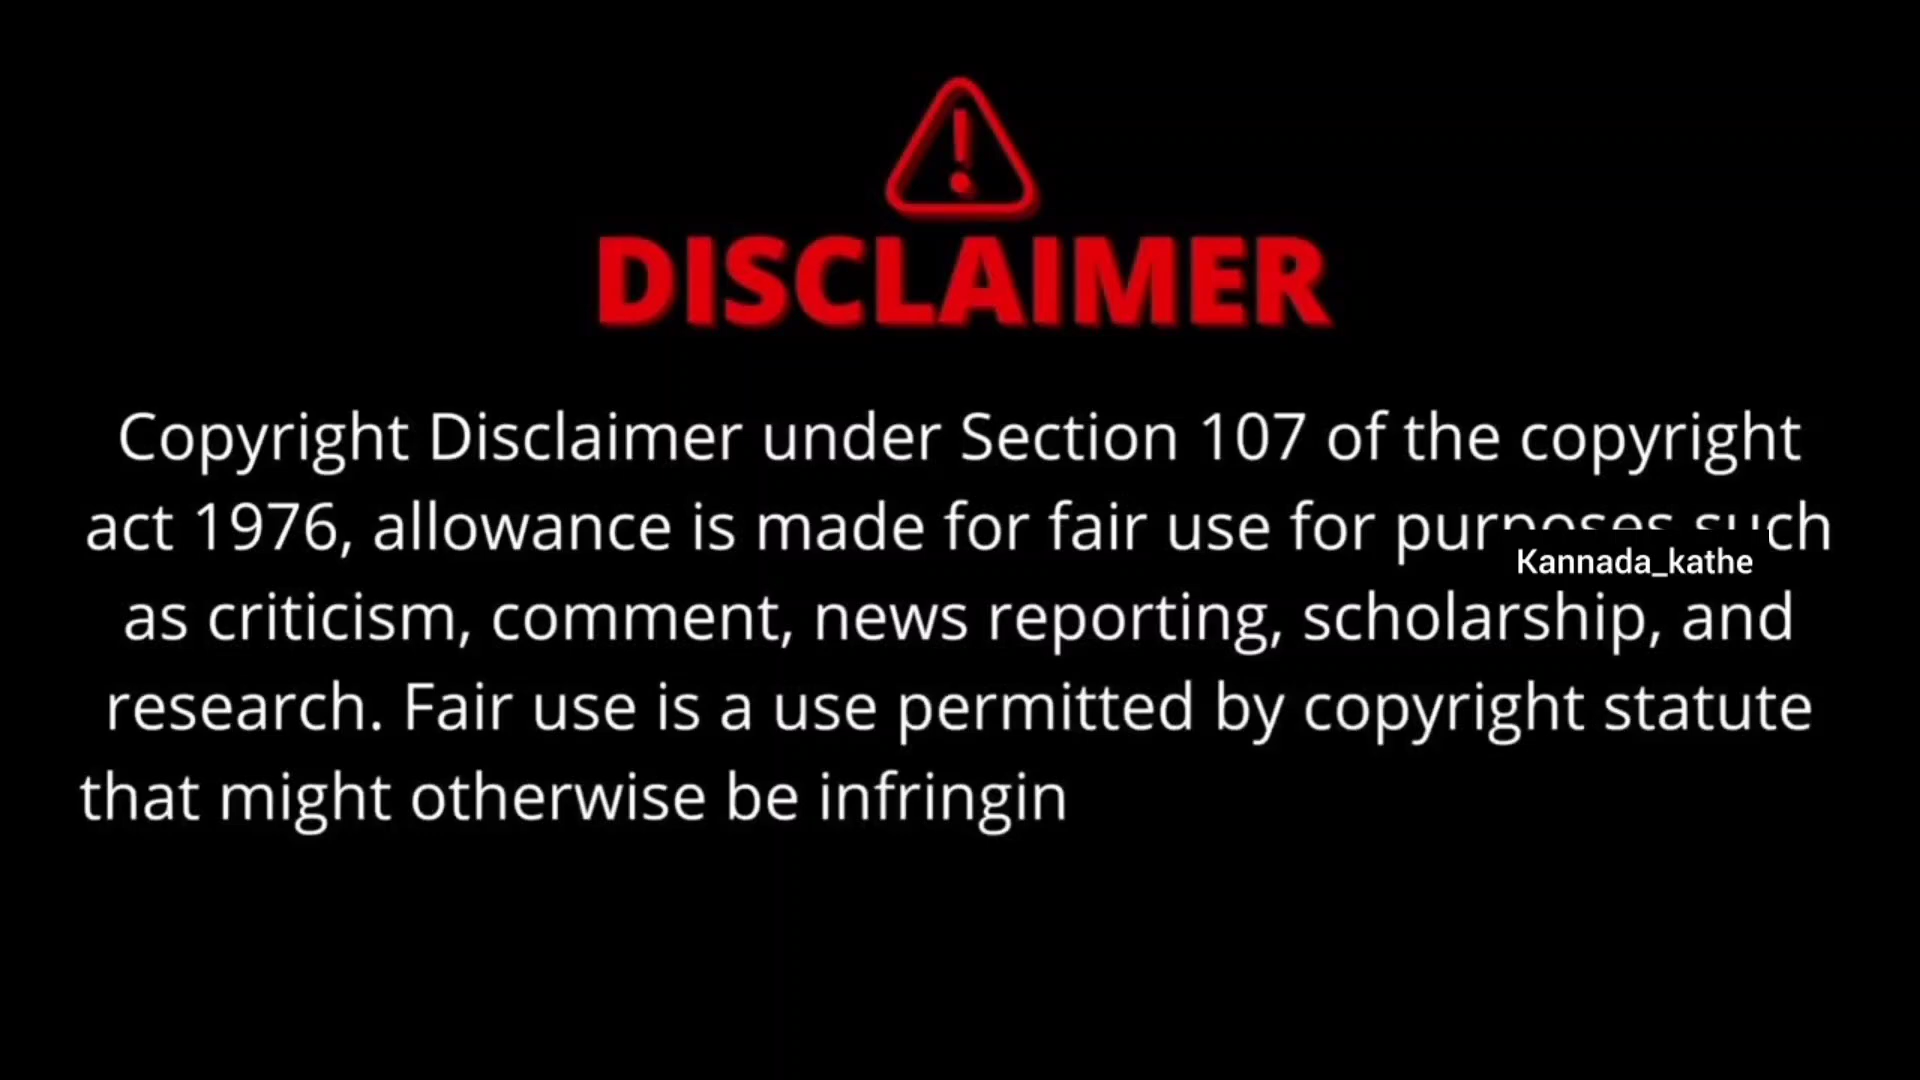 DISCLAIMER
Copyright Disclaimer under Section 107 of the copyright
act 1976, allowance is made for fair use for purposes such
Kannada_kathe
as criticism, comment, news reporting, scholarship, and
research. Fair use is a use permitted by copyright statute
that might otherwise be infringin